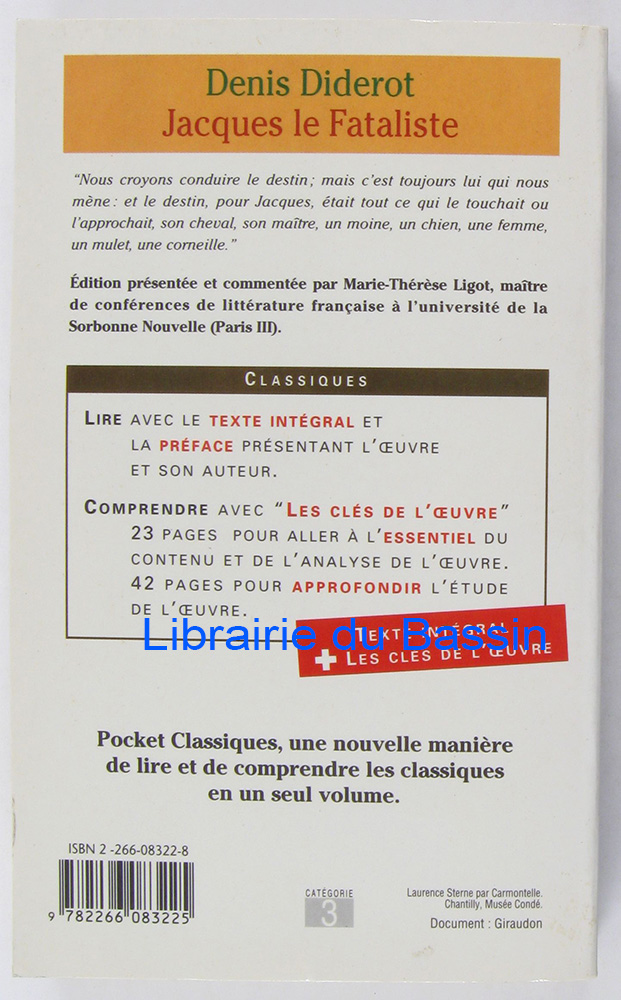 Denis Diderot
Jacques le Fataliste
“Nous croyons conduire le destin ; mais c’est toujours lui qui nous
mène : et le destin, pour Jacques, était tout ce qui le touchait ou
l’approchait, son cheval, son maître, un moine, un chien, une femme,
un mulet, une corneille.”
Édition présentée et commentée par Marie-Thérèse Ligot, maître
de conférences de littérature française à l’université de la
Sorbonne Nouvelle (Paris III).
CLASSIQUES
LIRE AVEC LE TEXTE INTÉGRAL ET
LA PRÉFACE PRÉSENTANT L’ŒUVRE
ET SON AUTEUR.
COMPRENDRE AVEC “LES CLÉS DE L’ŒUVRE”
23 PAGES POUR ALLER À L’ESSENTIEL DU
CONTENU ET DE L’ANALYSE DE L’ŒUVRE.
42 PAGES POUR APPROFONDIR L’ÉTUDE
DE L’ŒUVRE.
Librairie du Bassin
TEXTE INTÉGRAL
+ LES CLES DE L’ŒUVRE
Pocket Classiques, une nouvelle manière
de lire et de comprendre les classiques
en un seul volume.
ISBN 2 -266-08322-8
9 782266 083225
CATÉGORIE
3
Laurence Sterne par Carmontelle.
Chantilly, Musée Condé.
Document : Giraudon